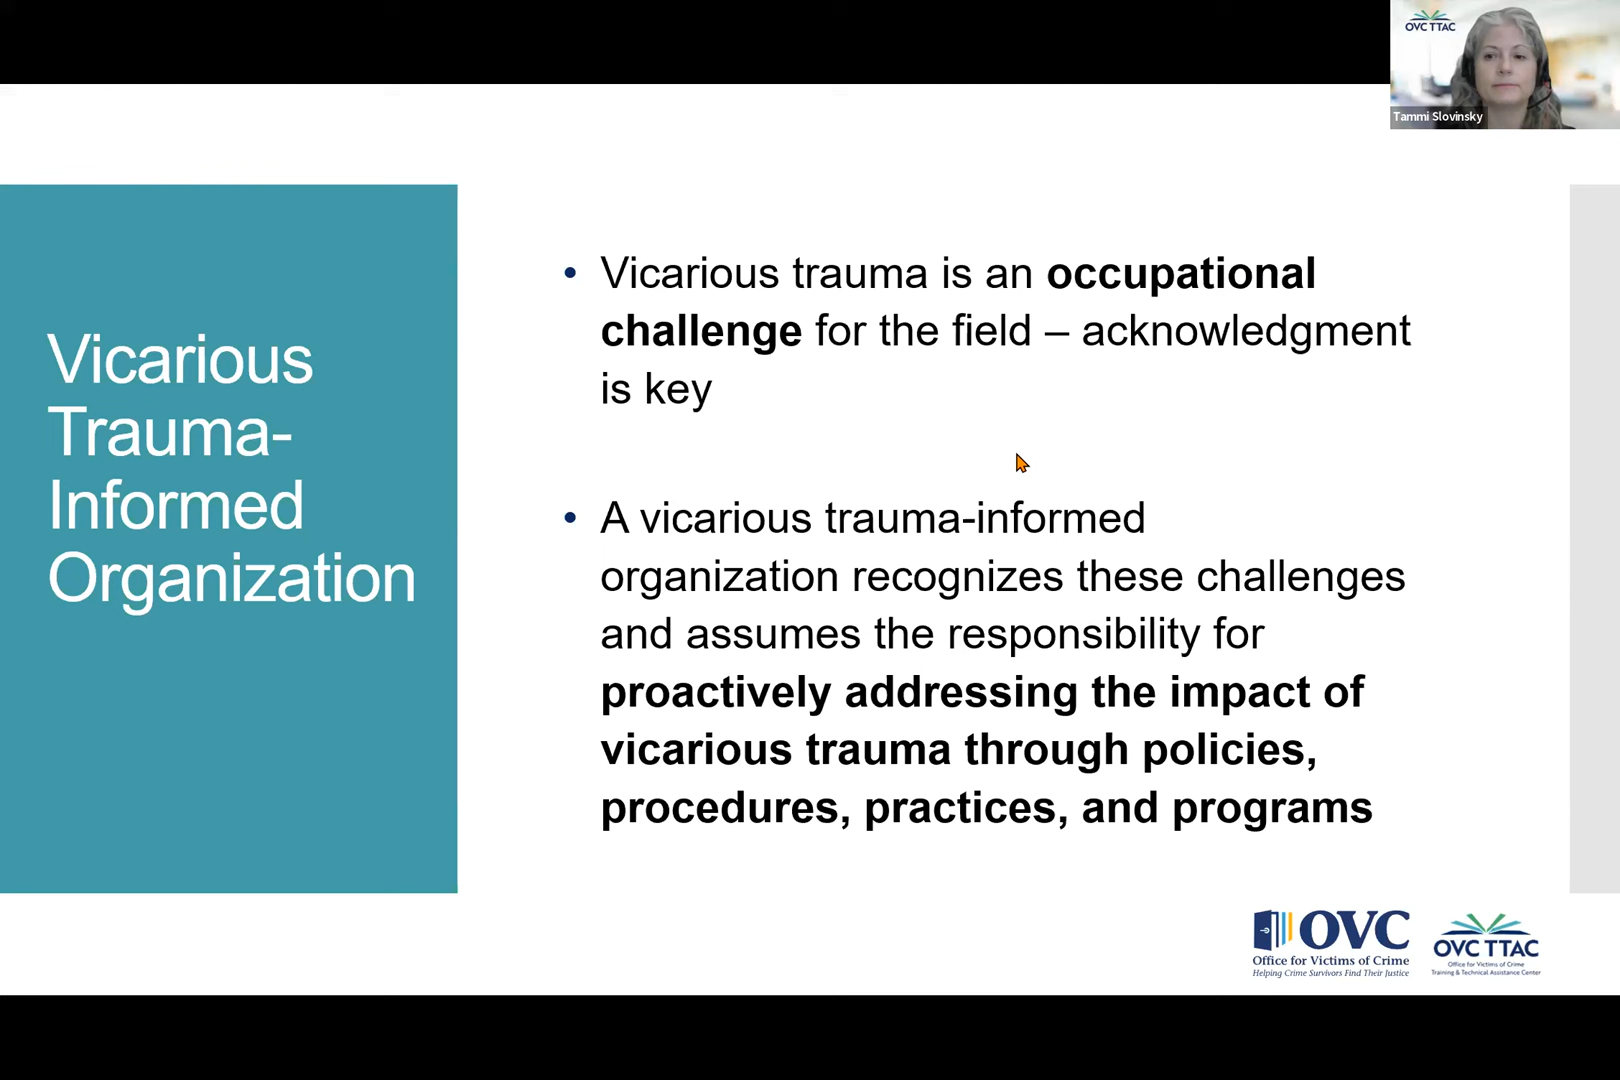 OVC TTAC
Tammi Slovinsky
Vicarious
Trauma-
Informed
Organization
• Vicarious trauma is an occupational
challenge for the field – acknowledgment
is key
• A vicarious trauma-informed
organization recognizes these challenges
and assumes the responsibility for
proactively addressing the impact of
vicarious trauma through policies,
procedures, practices, and programs
OVC
Office for Victims of Crime
Helping Crime Survivors Find Their Justice
OVC TTAC
Office for Victims of Crime
Training & Technical Assistance Center